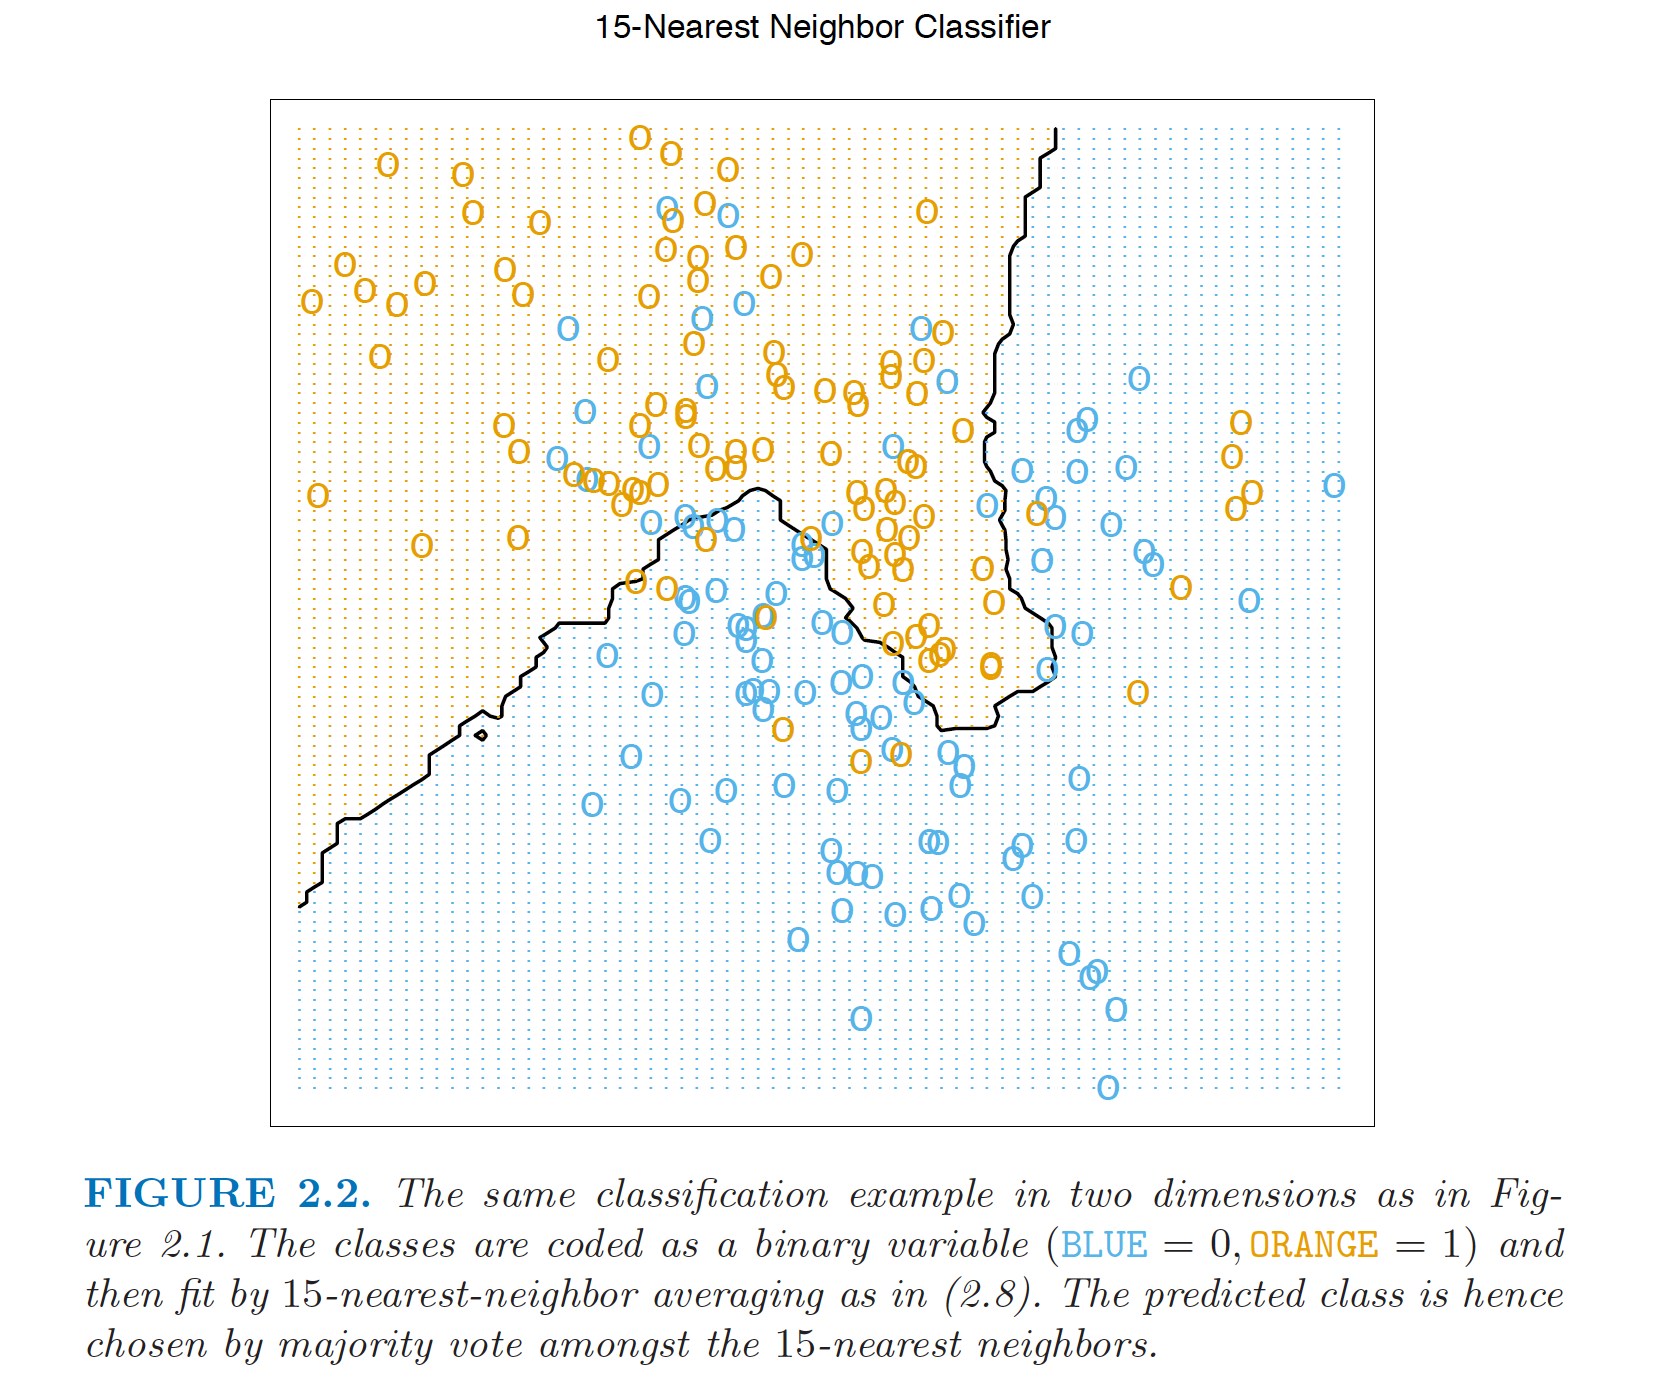 15-Nearest Neighbor Classifier
FIGURE 2.2. The same classification example in two dimensions as in Fig-
ure 2.1. The classes are coded as a binary variable (BLUE = 0, ORANGE = 1) and
then fit by 15-nearest-neighbor averaging as in (2.8). The predicted class is hence
chosen by majority vote amongst the 15-nearest neighbors.